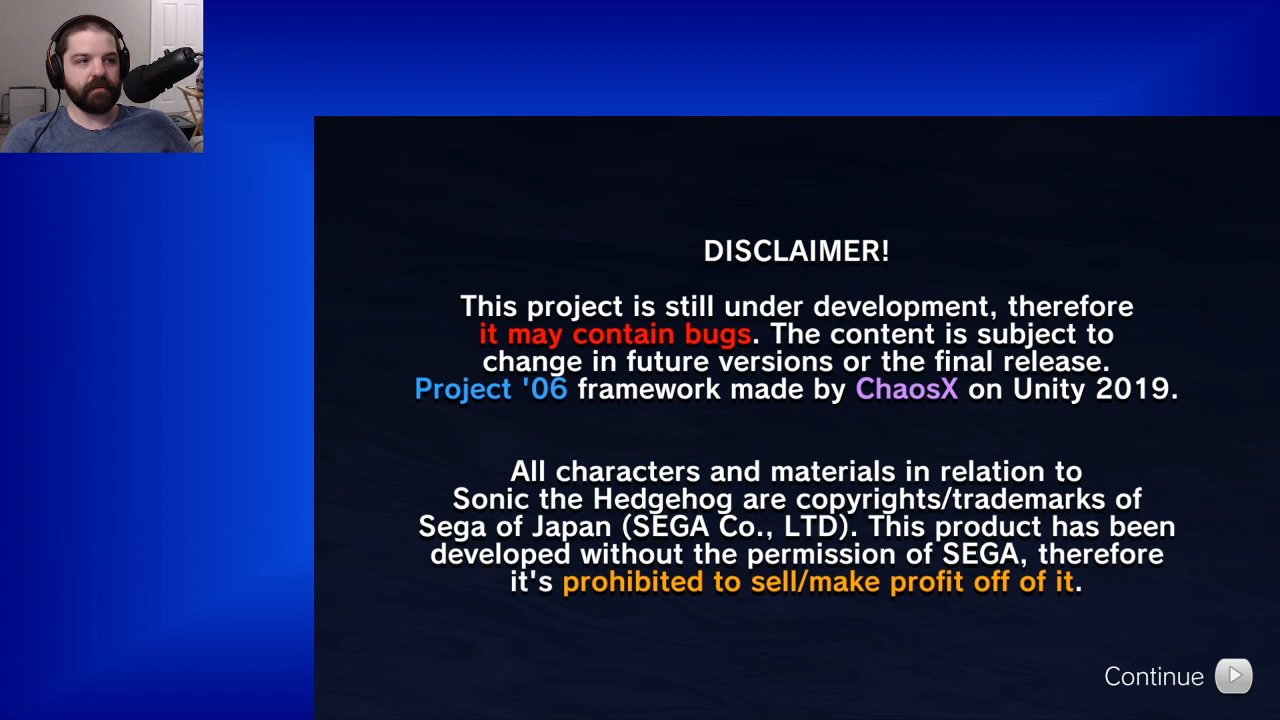 DISCLAIMER!
This project is still under development, therefore
it may contain bugs. The content is subject to
change in future versions or the final release.
Project '06 framework made by ChaosX on Unity 2019.
All characters and materials in relation to
Sonic the Hedgehog are copyrights/trademarks of
Sega of Japan (SEGA Co., LTD). This product has been
developed without the permission of SEGA, therefore
it's prohibited to sell/make profit off of it.
Continue